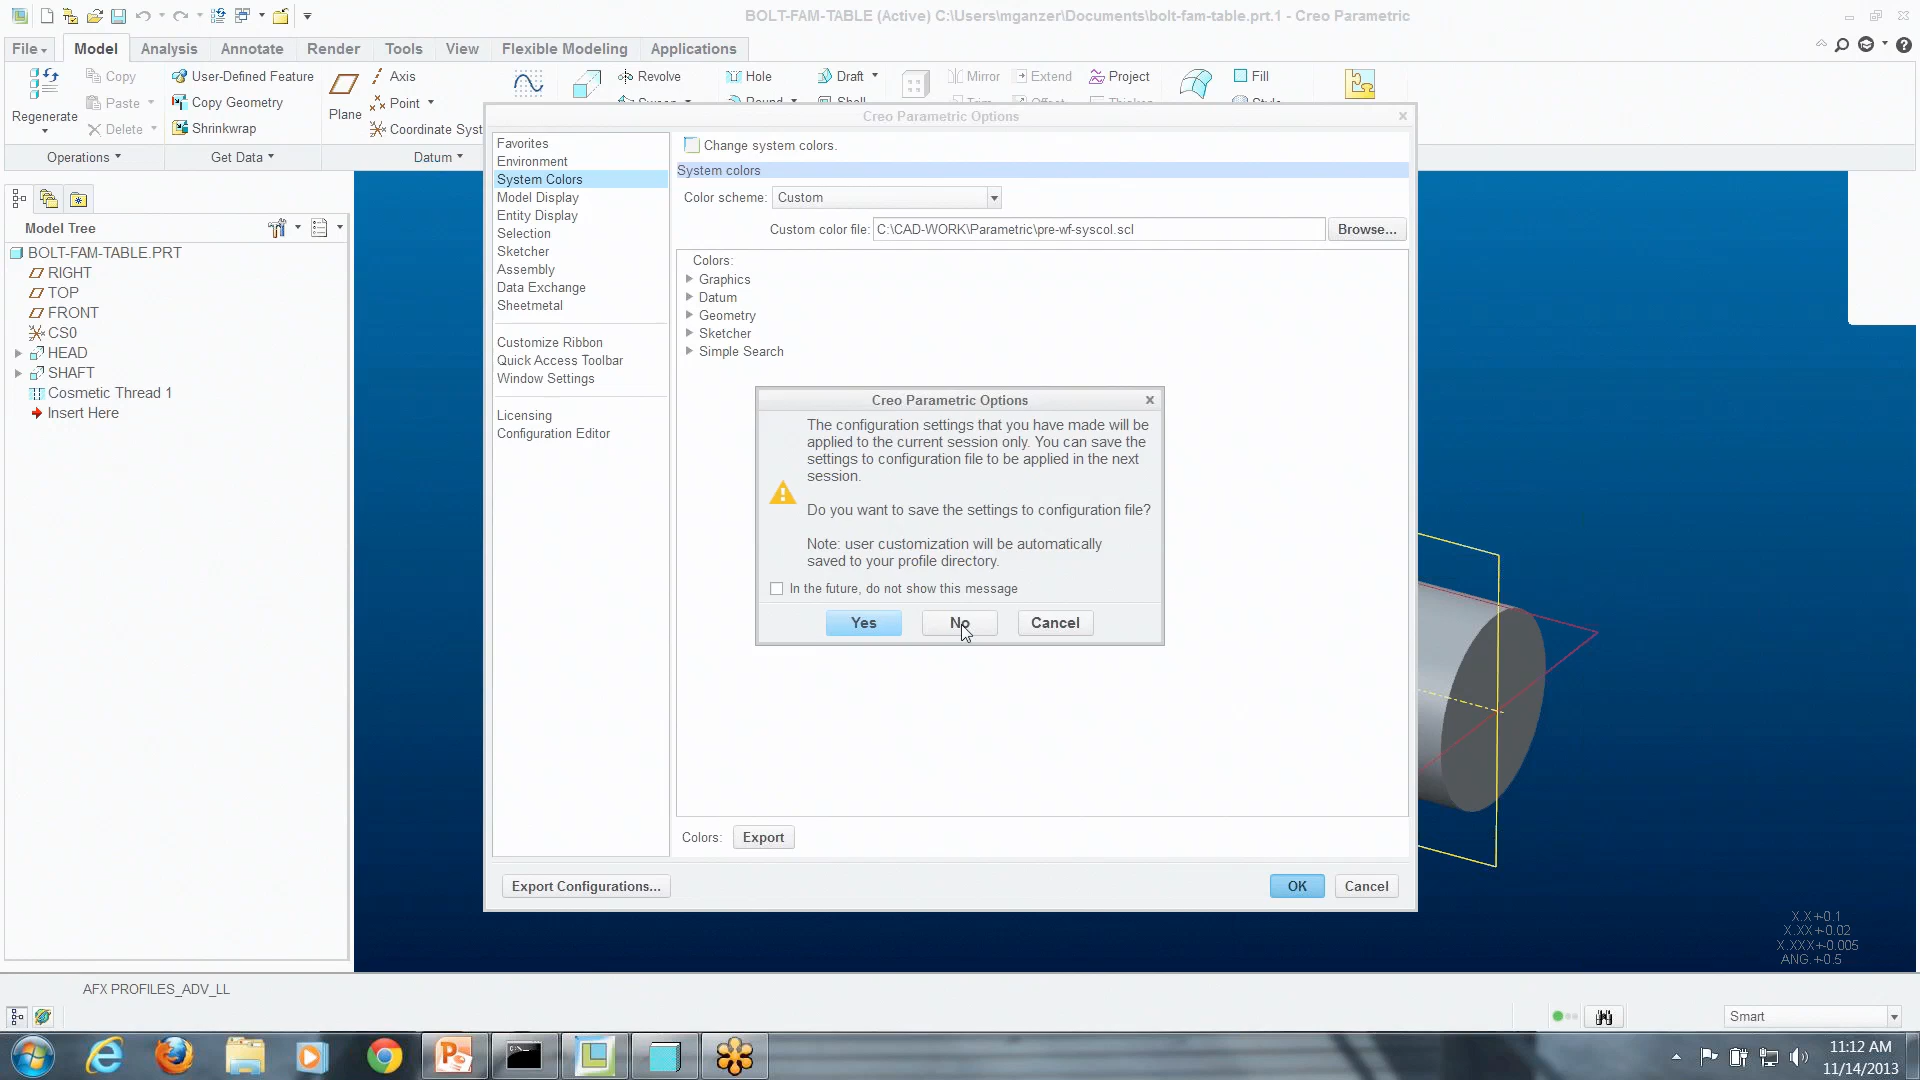 BOLT-FAM-TABLE (Active) C:\Users\mganzer\Documents\bolt-fam-table.prt.1 - Creo Parametric
File
Model
Analysis
Annotate
Render
Tools
View
Flexible Modeling
Applications
Regenerate
Copy
Paste
Delete
User-Defined Feature
Copy Geometry
Shrinkwrap
Plane
Axis
Point
Coordinate Syst
Revolve
Hole
Draft
Shell
Mirror
Extend
Project
Fill
Style
Operations
Get Data
Datum
Model Tree
BOLT-FAM-TABLE.PRT
RIGHT
TOP
FRONT
CS0
HEAD
SHAFT
Cosmetic Thread 1
Insert Here
Creo Parametric Options
Favorites
Environment
System Colors
Model Display
Entity Display
Selection
Sketcher
Assembly
Data Exchange
Sheetmetal
Customize Ribbon
Quick Access Toolbar
Window Settings
Licensing
Configuration Editor
Change system colors.
System colors
Color scheme: Custom
Custom color file: C:\CAD-WORK\Parametric\pre-wf-syscol.scl
Browse...
Colors:
Graphics
Datum
Geometry
Sketcher
Simple Search
Creo Parametric Options
The configuration settings that you have made will be
applied to the current session only. You can save the
settings to configuration file to be applied in the next
session.
Do you want to save the settings to configuration file?
Note: user customization will be automatically
saved to your profile directory.
In the future, do not show this message
Yes
No
Cancel
Colors: Export
Export Configurations...
OK
Cancel
X.X+-0.1
X.XX+-0.02
X.XXX+-0.005
ANG.+-0.5
AFX PROFILES_ADV_LL
Smart
11:12 AM
11/14/2013